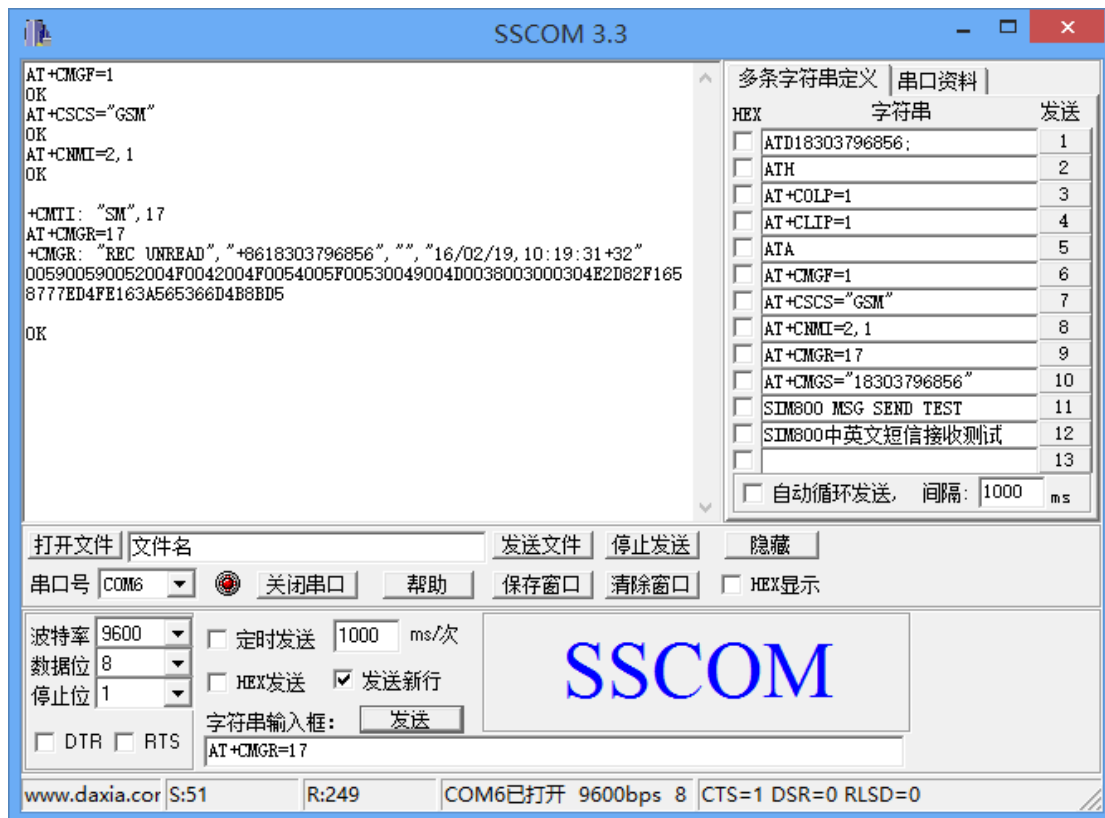 SSCOM 3.3
AT+CMGF=1
OK
AT+CSCS="GSM"
OK
AT+CNMI=2,1
OK
+CMTI: "SM",17
AT+CMGR=17
+CMGR: "REC UNREAD","+8618303796856","","16/02/19,10:19:31+32"
005900590052004F0042004F0054005F00530049004D0038003000304E2D82F165
8777ED4FE163A565366D4B8BD5
OK
多条字符串定义 串口资料
HEX 字符串 发送
ATD18303796856; 1
ATH 2
AT+COLP=1 3
AT+CLIP=1 4
ATA 5
AT+CMGF=1 6
AT+CSCS="GSM" 7
AT+CNMI=2,1 8
AT+CMGR=17 9
AT+CMGS="18303796856" 10
SIM800 MSG SEND TEST 11
SIM800中英文短信接收测试 12
13
自动循环发送, 间隔: 1000 ms
打开文件 文件名 发送文件 停止发送 隐藏
串口号 COM6 关闭串口 帮助 保存窗口 清除窗口 HEX显示
波特率 9600 定时发送 1000 ms/次
数据位 8 HEX发送 发送新行
停止位 1
字符串输入框: 发送
DTR RTS AT+CMGR=17
SSCOM
www.daxia.cor S:51 R:249 COM6已打开 9600bps 8 CTS=1 DSR=0 RLSD=0